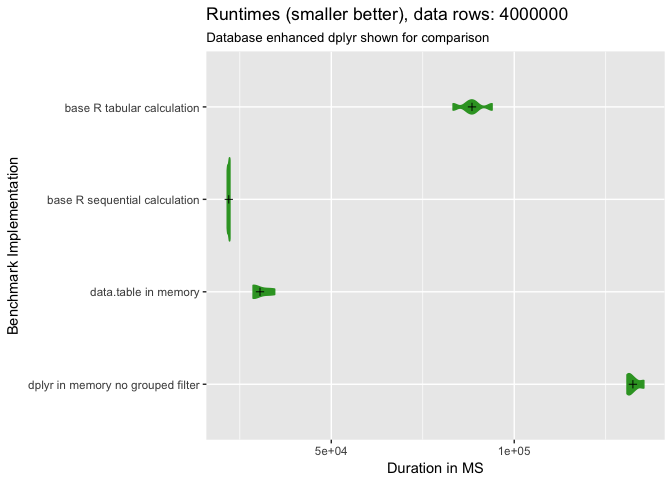 Runtimes (smaller better), data rows: 4000000
Database enhanced dplyr shown for comparison
base R tabular calculation
base R sequential calculation
data.table in memory
dplyr in memory no grouped filter
Benchmark Implementation
5e+04 1e+05
Duration in MS